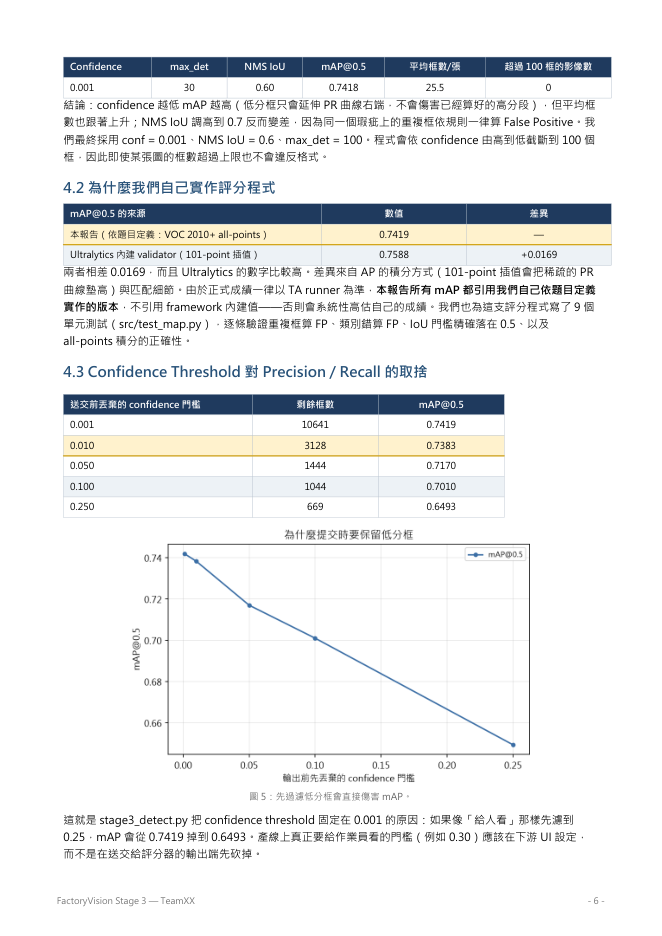 Confidence max_det NMS IoU mAP@0.5 平均框數/張 超過 100 框的影像數
0.001 30 0.60 0.7418 25.5 0
結論：confidence 越低 mAP 越高（低分框只會延伸 PR 曲線右端，不會傷害已經算好的高分段），但平均框
數也跟著上升；NMS IoU 調高到 0.7 反而變差，因為同一個瑕疵上的重複框依規則一律算 False Positive。我
們最終採用 conf = 0.001、NMS IoU = 0.6、max_det = 100。程式會依 confidence 由高到低截斷到 100 個
框，因此即使某張圖的框數超過上限也不會違反格式。
4.2 為什麼我們自己實作評分程式
mAP@0.5 的來源 數值 差異
本報告（依題目定義：VOC 2010+ all-points） 0.7419 —
Ultralytics 內建 validator（101-point 插值） 0.7588 +0.0169
兩者相差 0.0169，而且 Ultralytics 的數字比較高。差異來自 AP 的積分方式（101-point 插值會把稀疏的 PR
曲線墊高）與匹配細節。由於正式成績一律以 TA runner 為準，本報告所有 mAP 都引用我們自己依題目定義
實作的版本，不引用 framework 內建值——否則會系統性高估自己的成績。我們也為這支評分程式寫了 9 個
單元測試（src/test_map.py），逐條驗證重複框算 FP、類別錯算 FP、IoU 門檻精確落在 0.5、以及
all-points 積分的正確性。
4.3 Confidence Threshold 對 Precision / Recall 的取捨
送交前丟棄的 confidence 門檻 剩餘框數 mAP@0.5
0.001 10641 0.7419
0.010 3128 0.7383
0.050 1444 0.7170
0.100 1044 0.7010
0.250 669 0.6493
為什麼提交時要保留低分框
mAP@0.5
0.74
0.72
0.70
0.68
0.66
mAP@0.5
0.00 0.05 0.10 0.15 0.20 0.25
輸出前先丟棄的 confidence 門檻
圖 5：先過濾低分框會直接傷害 mAP。
這就是 stage3_detect.py 把 confidence threshold 固定在 0.001 的原因：如果像「給人看」那樣先濾到
0.25，mAP 會從 0.7419 掉到 0.6493。產線上真正要給作業員看的門檻（例如 0.30）應該在下游 UI 設定，
而不是在送交給評分器的輸出端先砍掉。
FactoryVision Stage 3 — TeamXX - 6 -